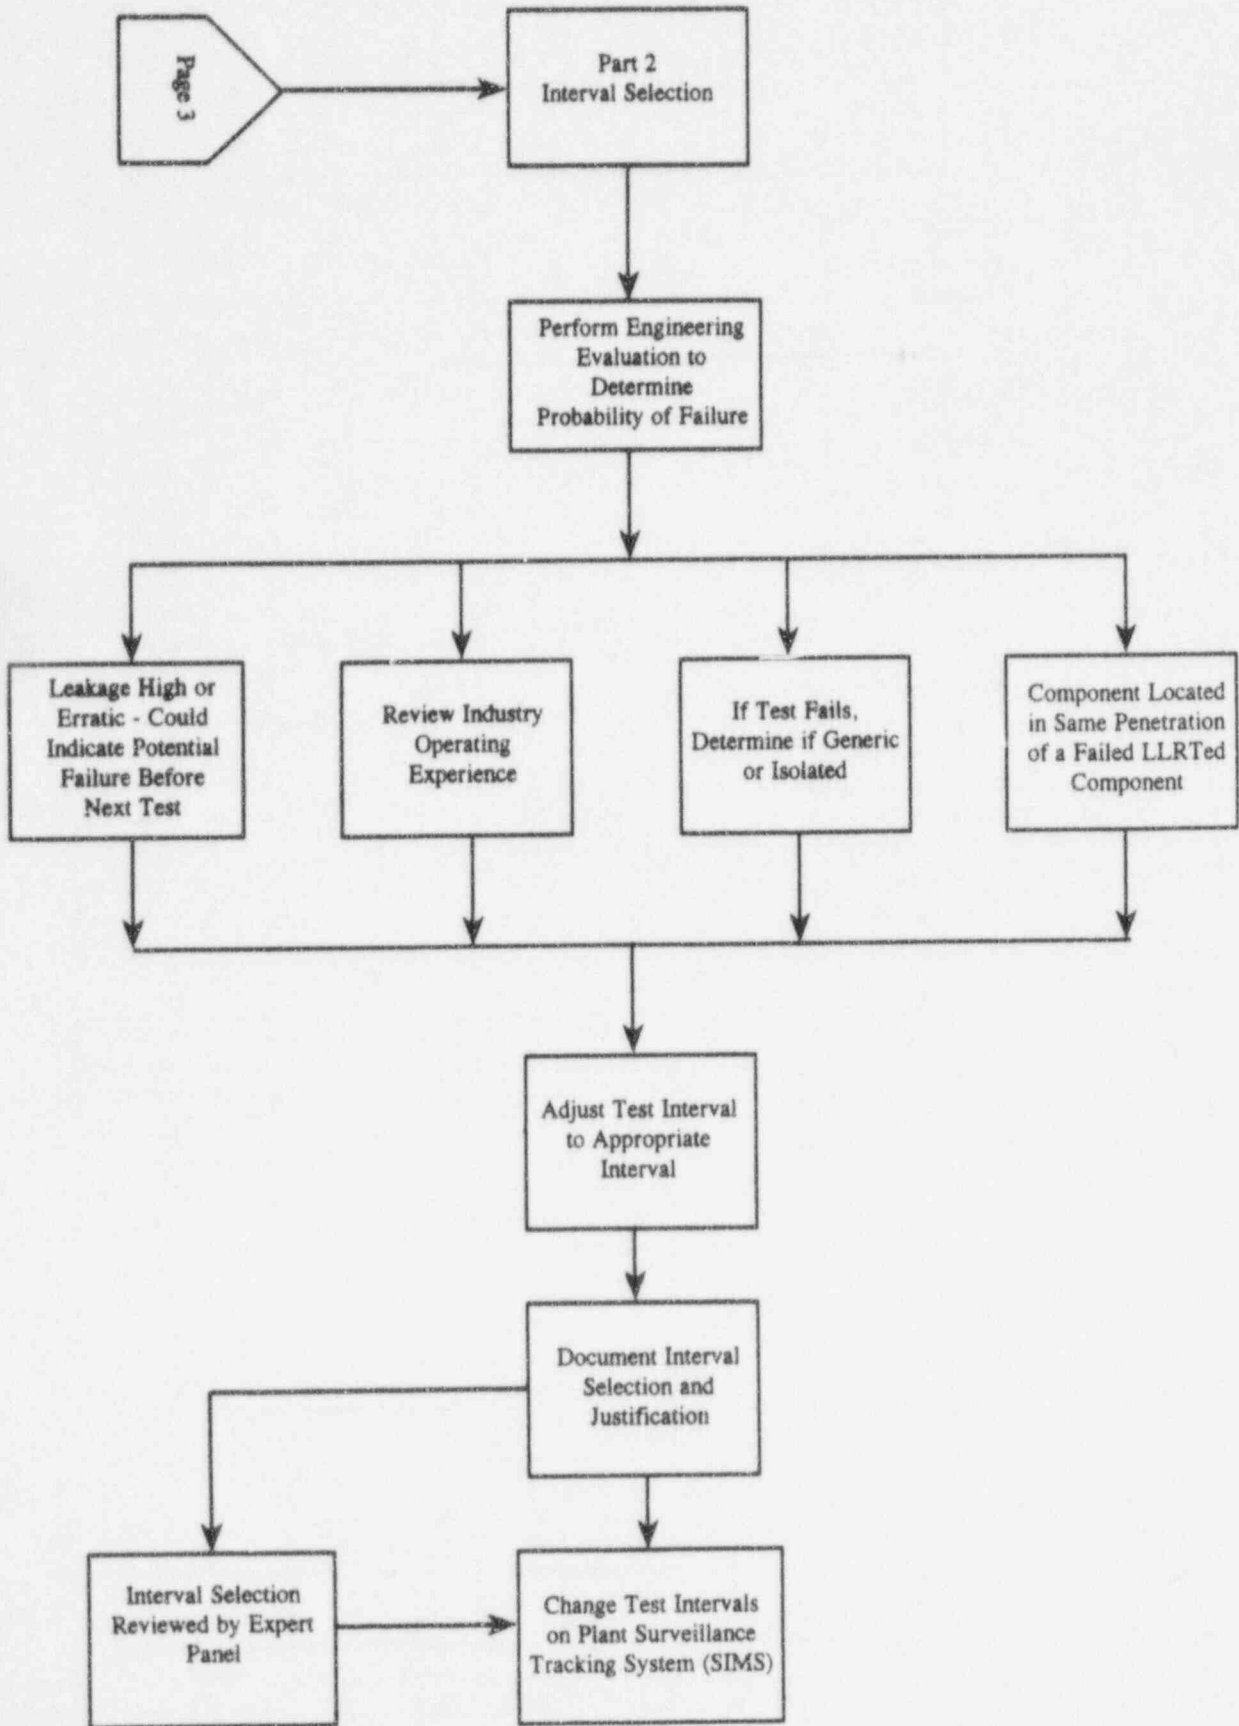 Page 3
Part 2
Interval Selection
Perform Engineering
Evaluation to
Determine
Probability of Failure
Leakage High or
Erratic - Could
Indicate Potential
Failure Before
Next Test
Review Industry
Operating
Experience
If Test Fails,
Determine if Generic
or Isolated
Component Located
in Same Penetration
of a Failed LLRTed
Component
Adjust Test Interval
to Appropriate
Interval
Document Interval
Selection and
Justification
Interval Selection
Reviewed by Expert
Panel
Change Test Intervals
on Plant Surveillance
Tracking System (SIMS)